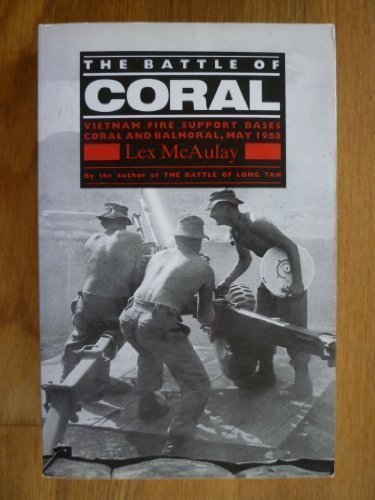 THE BATTLE OF
CORAL
VIETNAM FIRE SUPPORT BASES
CORAL AND BALMORAL, MAY 1968
Lex McAulay
By the author of THE BATTLE OF LONG TAN